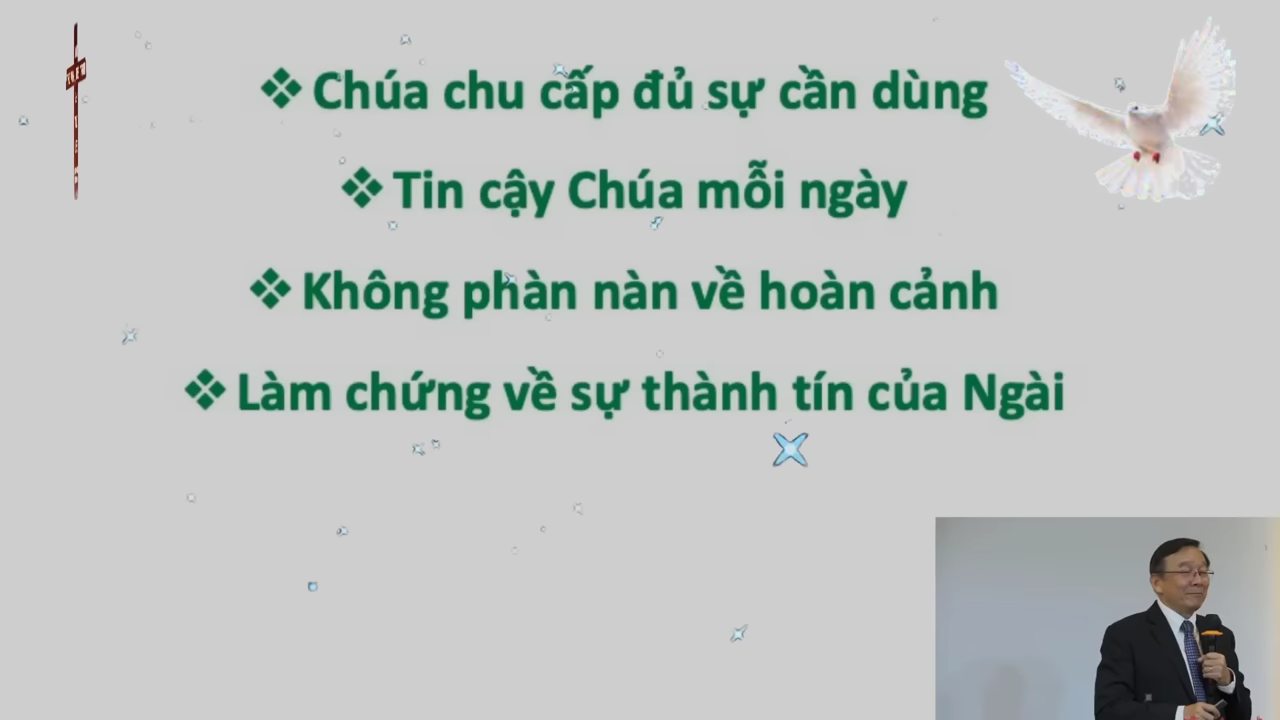 ❖ Chúa chu cấp đủ sự cần dùng
❖ Tin cậy Chúa mỗi ngày
❖ Không phàn nàn về hoàn cảnh
❖ Làm chứng về sự thành tín của Ngài